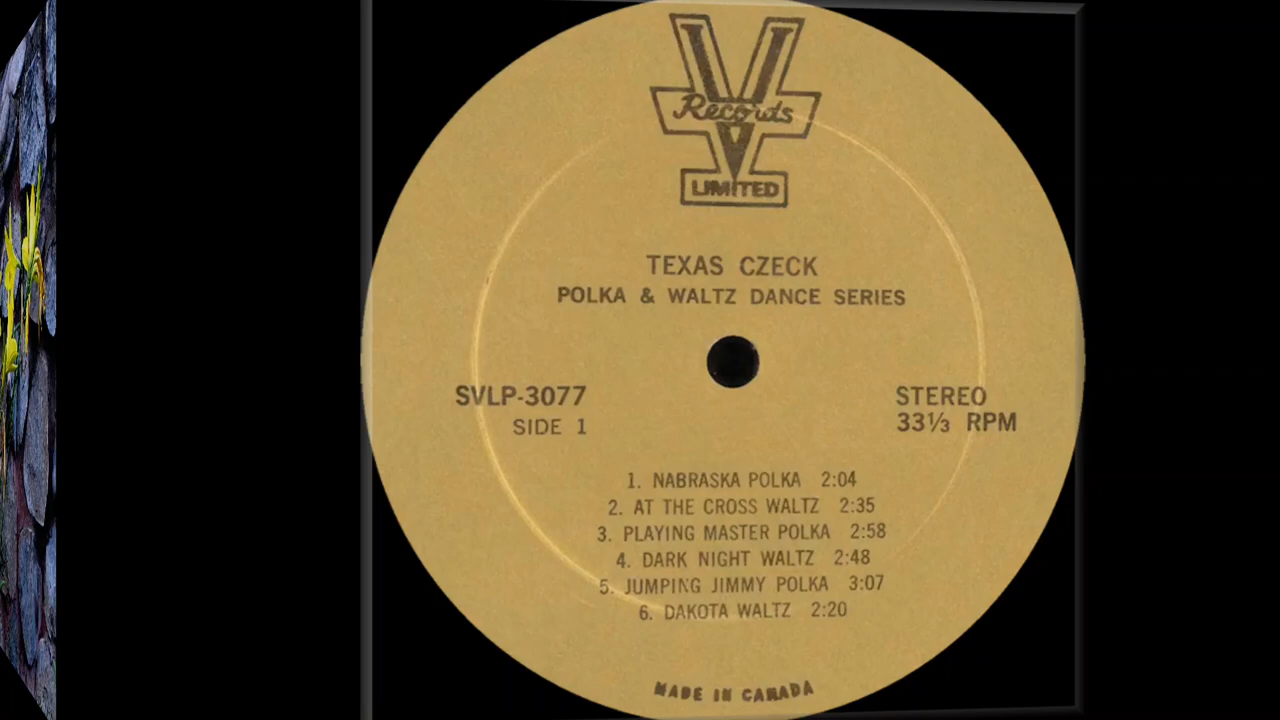 V
Records
LIMITED
TEXAS CZECK
POLKA & WALTZ DANCE SERIES
SVLP-3077
SIDE 1
STEREO
33⅓ RPM
1. NABRASKA POLKA 2:04
2. AT THE CROSS WALTZ 2:35
3. PLAYING MASTER POLKA 2:58
4. DARK NIGHT WALTZ 2:48
5. JUMPING JIMMY POLKA 3:07
6. DAKOTA WALTZ 2:20
MADE IN CANADA